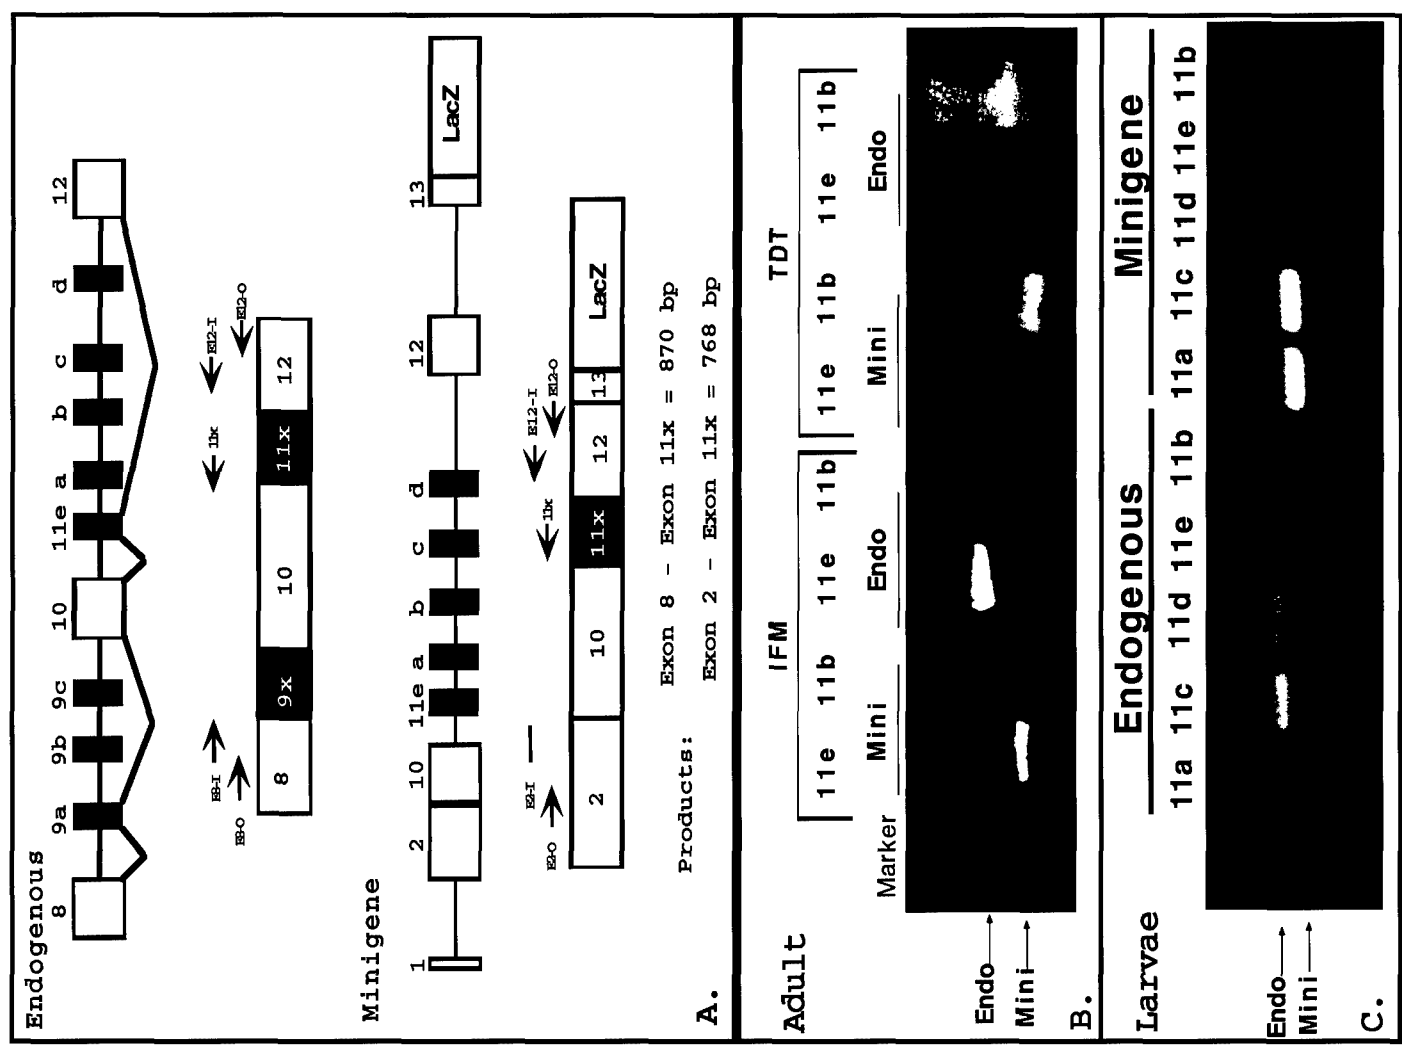 Endogenous
8 9a 9b 9c 10 11e a b c d 12
E8-I 11x E12-I
E8-O E12-O
8 9x 10 11x 12
Minigene
1 2 10 11e a b c d 12 13
LacZ
E2-I 11x E12-I
E2-O E12-O
2 10 11x 12 13 LacZ
Products: Exon 8 - Exon 11x = 870 bp
Exon 2 - Exon 11x = 768 bp
A.
Adult
IFM TDT
11e 11b 11e 11b 11e 11b 11e 11b
Marker Mini Endo Mini Endo
Endo
Mini
B.
Larvae
Endogenous Minigene
11a 11c 11d 11e 11b 11a 11c 11d 11e 11b
Endo
Mini
C.